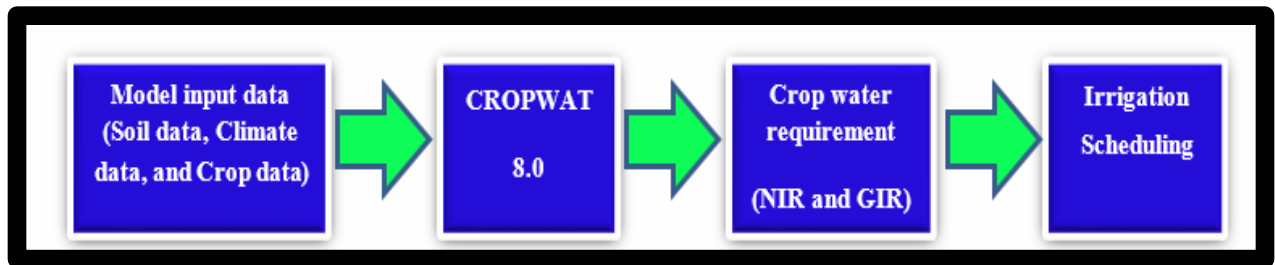 Model input data
(Soil data, Climate
data, and Crop data)
CROPWAT
8.0
Crop water
requirement
(NIR and GIR)
Irrigation
Scheduling